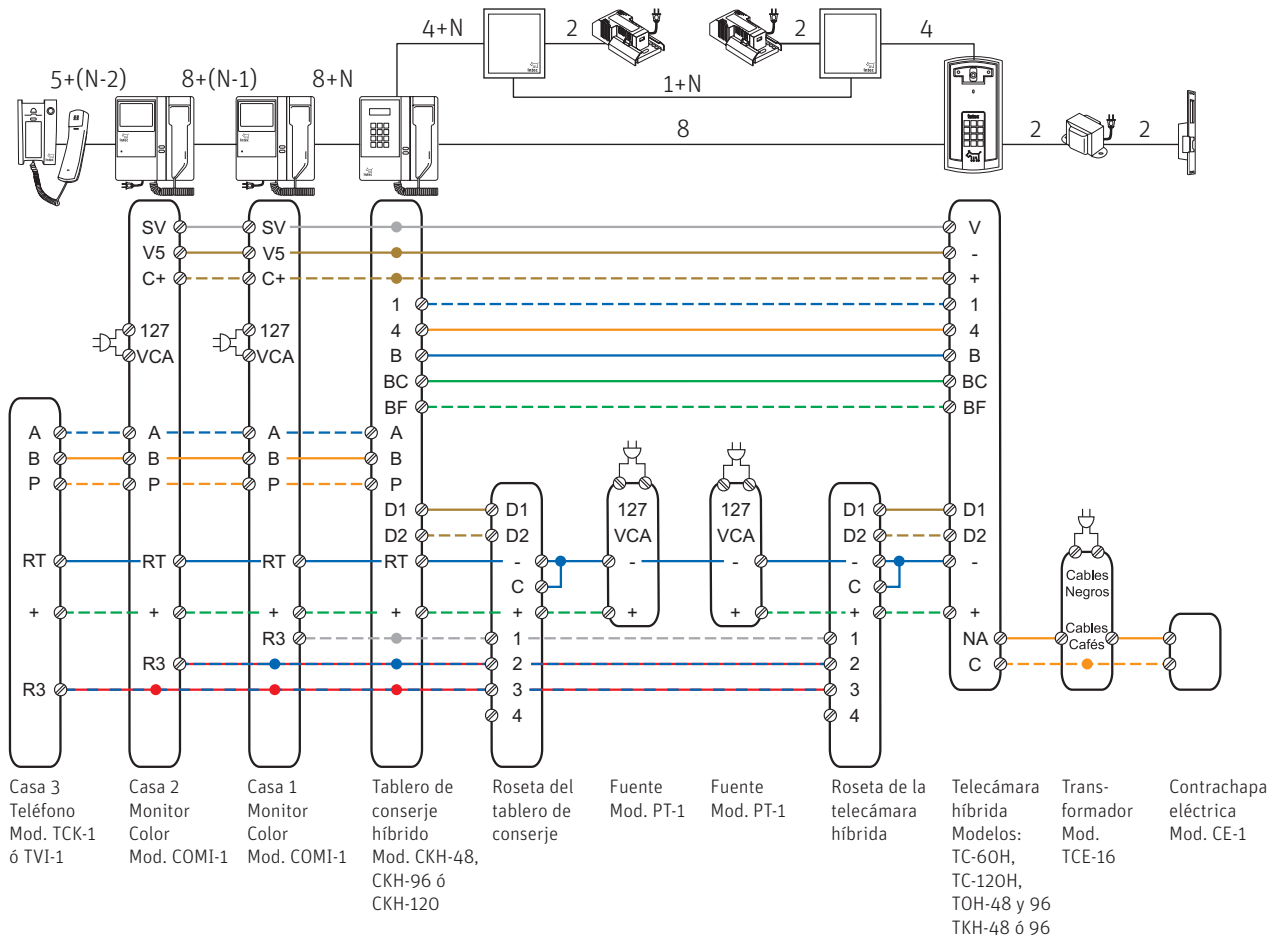 4+N
2
2
4
5+(N-2)
8+(N-1)
8+N
1+N
8
2
2
intec
intec
intec
intec
intec
intec
SV
SV
V
V5
V5
-
C+
C+
+
1
1
127
127
4
4
VCA
VCA
B
B
BC
BC
BF
BF
A
A
A
A
B
B
B
B
P
P
P
P
D1
D1
127
127
D1
D1
D2
D2
VCA
VCA
D2
D2
RT
RT
RT
RT
-
-
-
-
-
Cables
Negros
C
C
+
+
+
+
+
+
+
+
+
Cables
Cafés
R3
1
1
NA
R3
2
2
C
R3
3
3
4
4
Casa 3
Teléfono
Mod. TCK-1
ó TVI-1
Casa 2
Monitor
Color
Mod. COMI-1
Casa 1
Monitor
Color
Mod. COMI-1
Tablero de
conserje
híbrido
Mod. CKH-48,
CKH-96 ó
CKH-120
Roseta del
tablero de
conserje
Fuente
Mod. PT-1
Fuente
Mod. PT-1
Roseta de la
telecámara
híbrida
Telecámara
híbrida
Modelos:
TC-60H,
TC-120H,
TOH-48 y 96
TKH-48 ó 96
Trans-
formador
Mod.
TCE-16
Contrachapa
eléctrica
Mod. CE-1